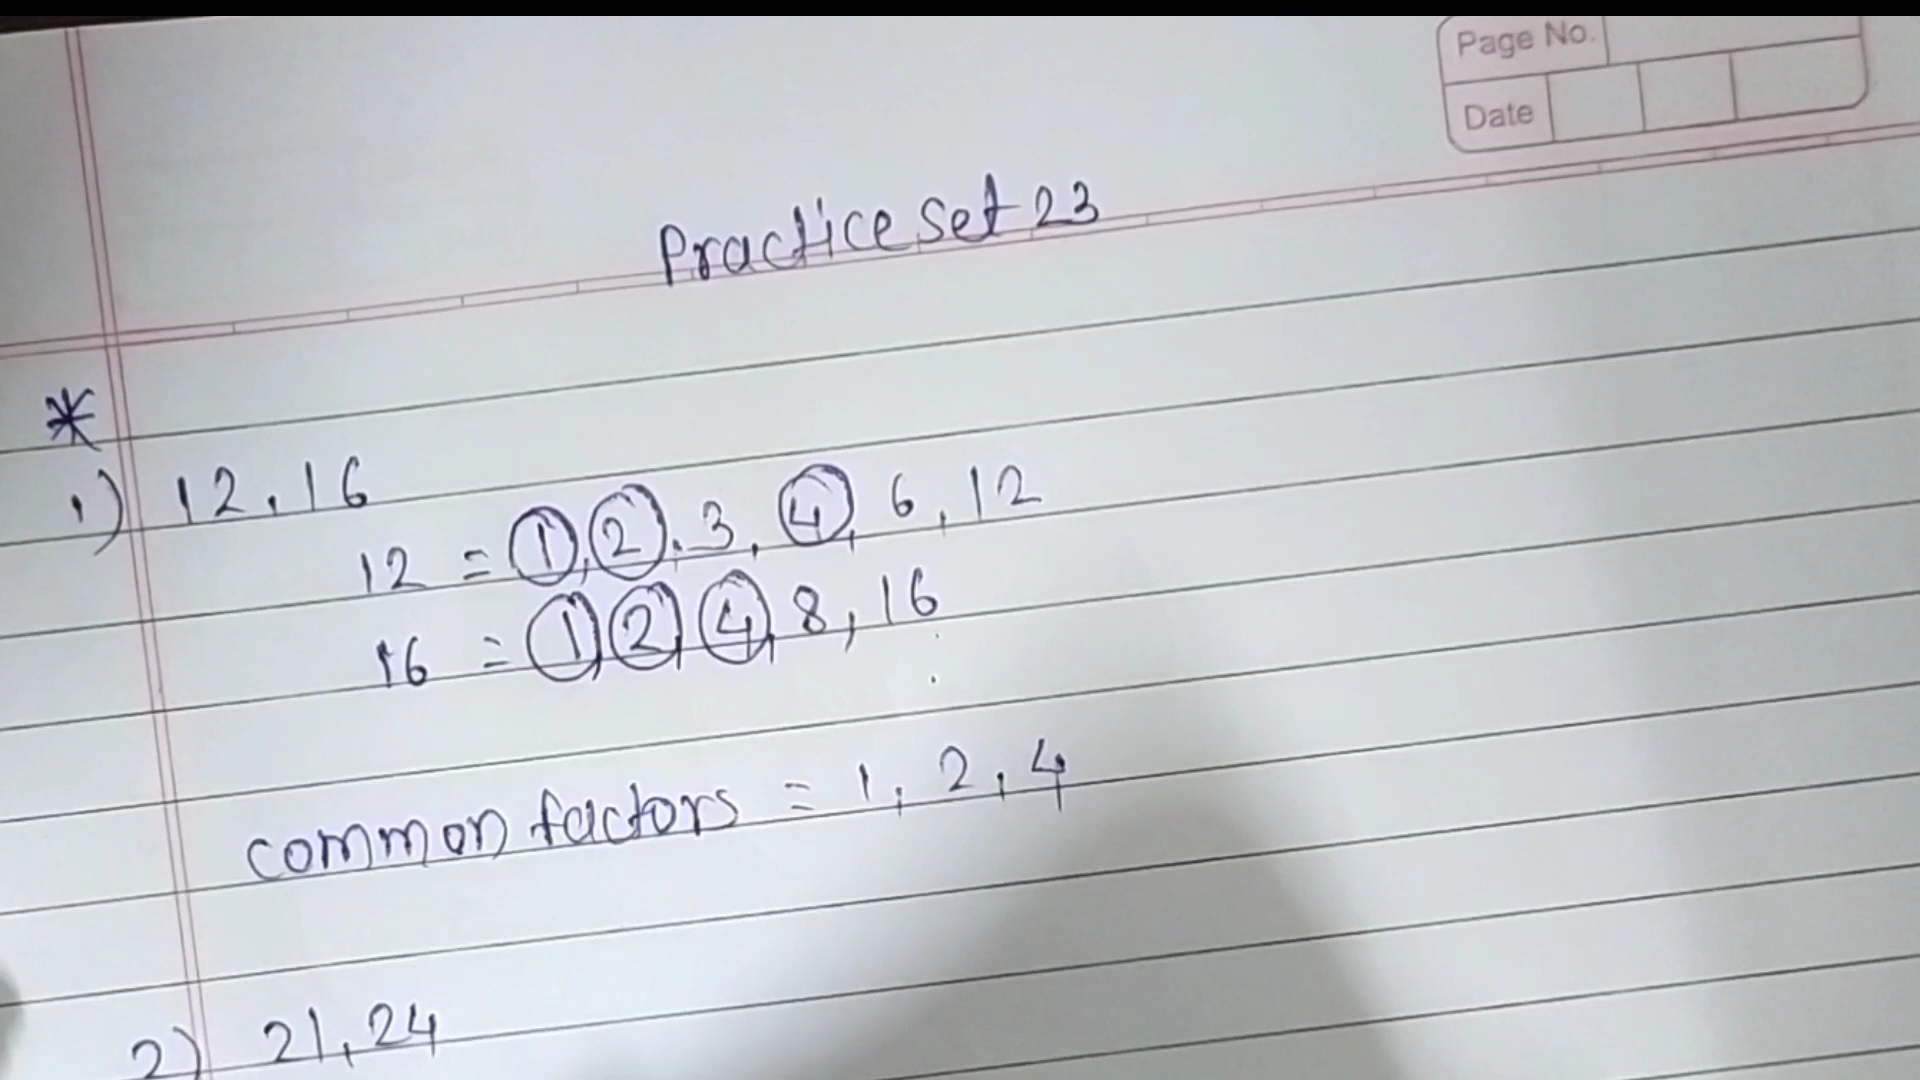 Page No.
Date
Practice set 23
*
1) 12, 16
12 = 1, 2, 3, 4, 6, 12
16 = 1, 2, 4, 8, 16
common factors = 1, 2, 4
2) 21, 24